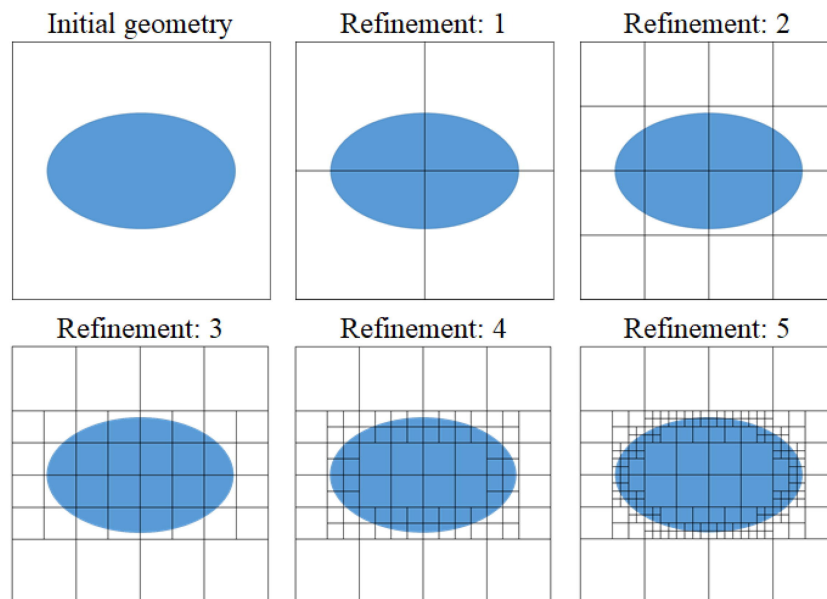 Initial geometry
Refinement: 1
Refinement: 2
Refinement: 3
Refinement: 4
Refinement: 5